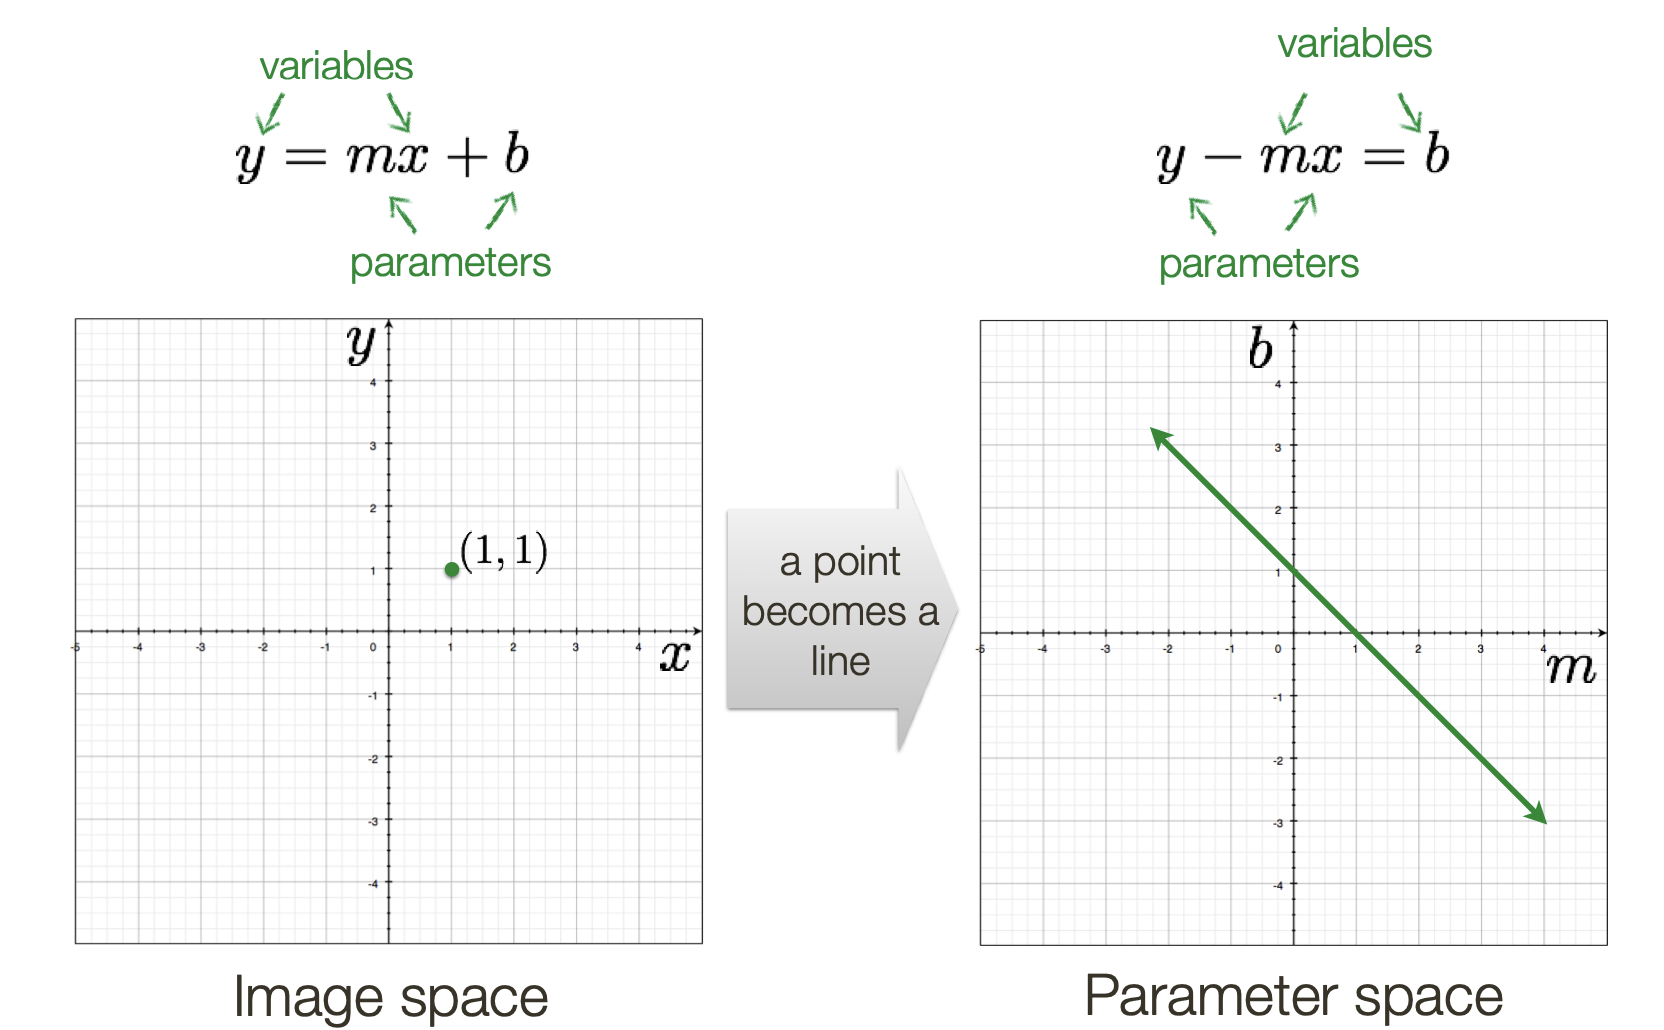 variables
y = mx + b
parameters
variables
y − mx = b
parameters
y
4
3
2
1
(1, 1)
-5 -4 -3 -2 -1 0 1 2 3 4
x
-1
-2
-3
-4
Image space
a point
becomes a
line
b
4
3
2
1
-5 -4 -3 -2 -1 0 1 2 3 4
m
-1
-2
-3
-4
Parameter space